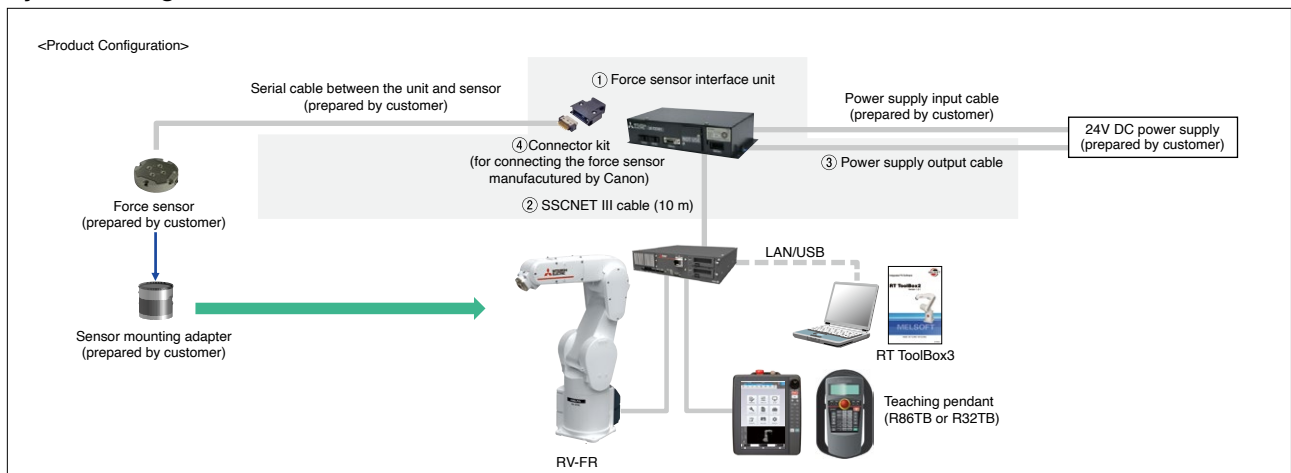 <Product Configuration>
① Force sensor interface unit
Serial cable between the unit and sensor
(prepared by customer)
Power supply input cable
(prepared by customer)
24V DC power supply
(prepared by customer)
④Connector kit
(for connecting the force sensor
manufacutured by Canon)
③ Power supply output cable
② SSCNET III cable (10 m)
Force sensor
(prepared by customer)
LAN/USB
RT ToolBox2
MELSOFT
Sensor mounting adapter
(prepared by customer)
RT ToolBox3
Teaching pendant
(R86TB or R32TB)
RV-FR